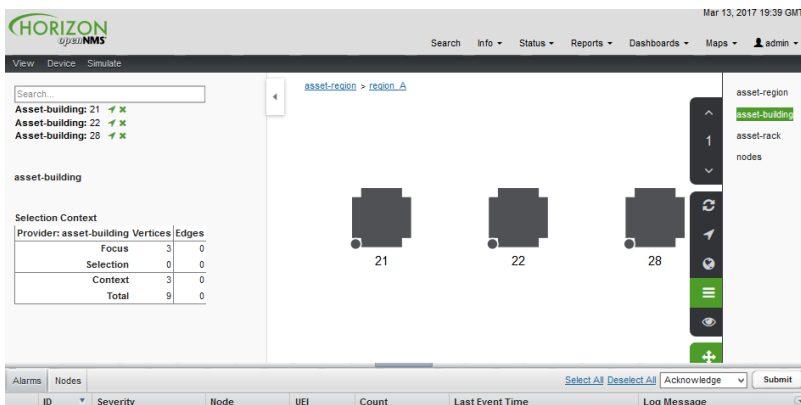 Mar 13, 2017 19:39 GMT
HORIZON
openNMS
Search Info Status Reports Dashboards Maps admin
View Device Simulate
Search...
Asset-building: 21
Asset-building: 22
Asset-building: 28
asset-building
Selection Context
Provider: asset-building Vertices Edges
Focus 3 0
Selection 0 0
Context 3 0
Total 9 0
asset-region > region_A
21 22 28
1
asset-region
asset-building
asset-rack
nodes
Alarms Nodes
Select All Deselect All Acknowledge Submit
ID Severity Node UEI Count Last Event Time Log Message